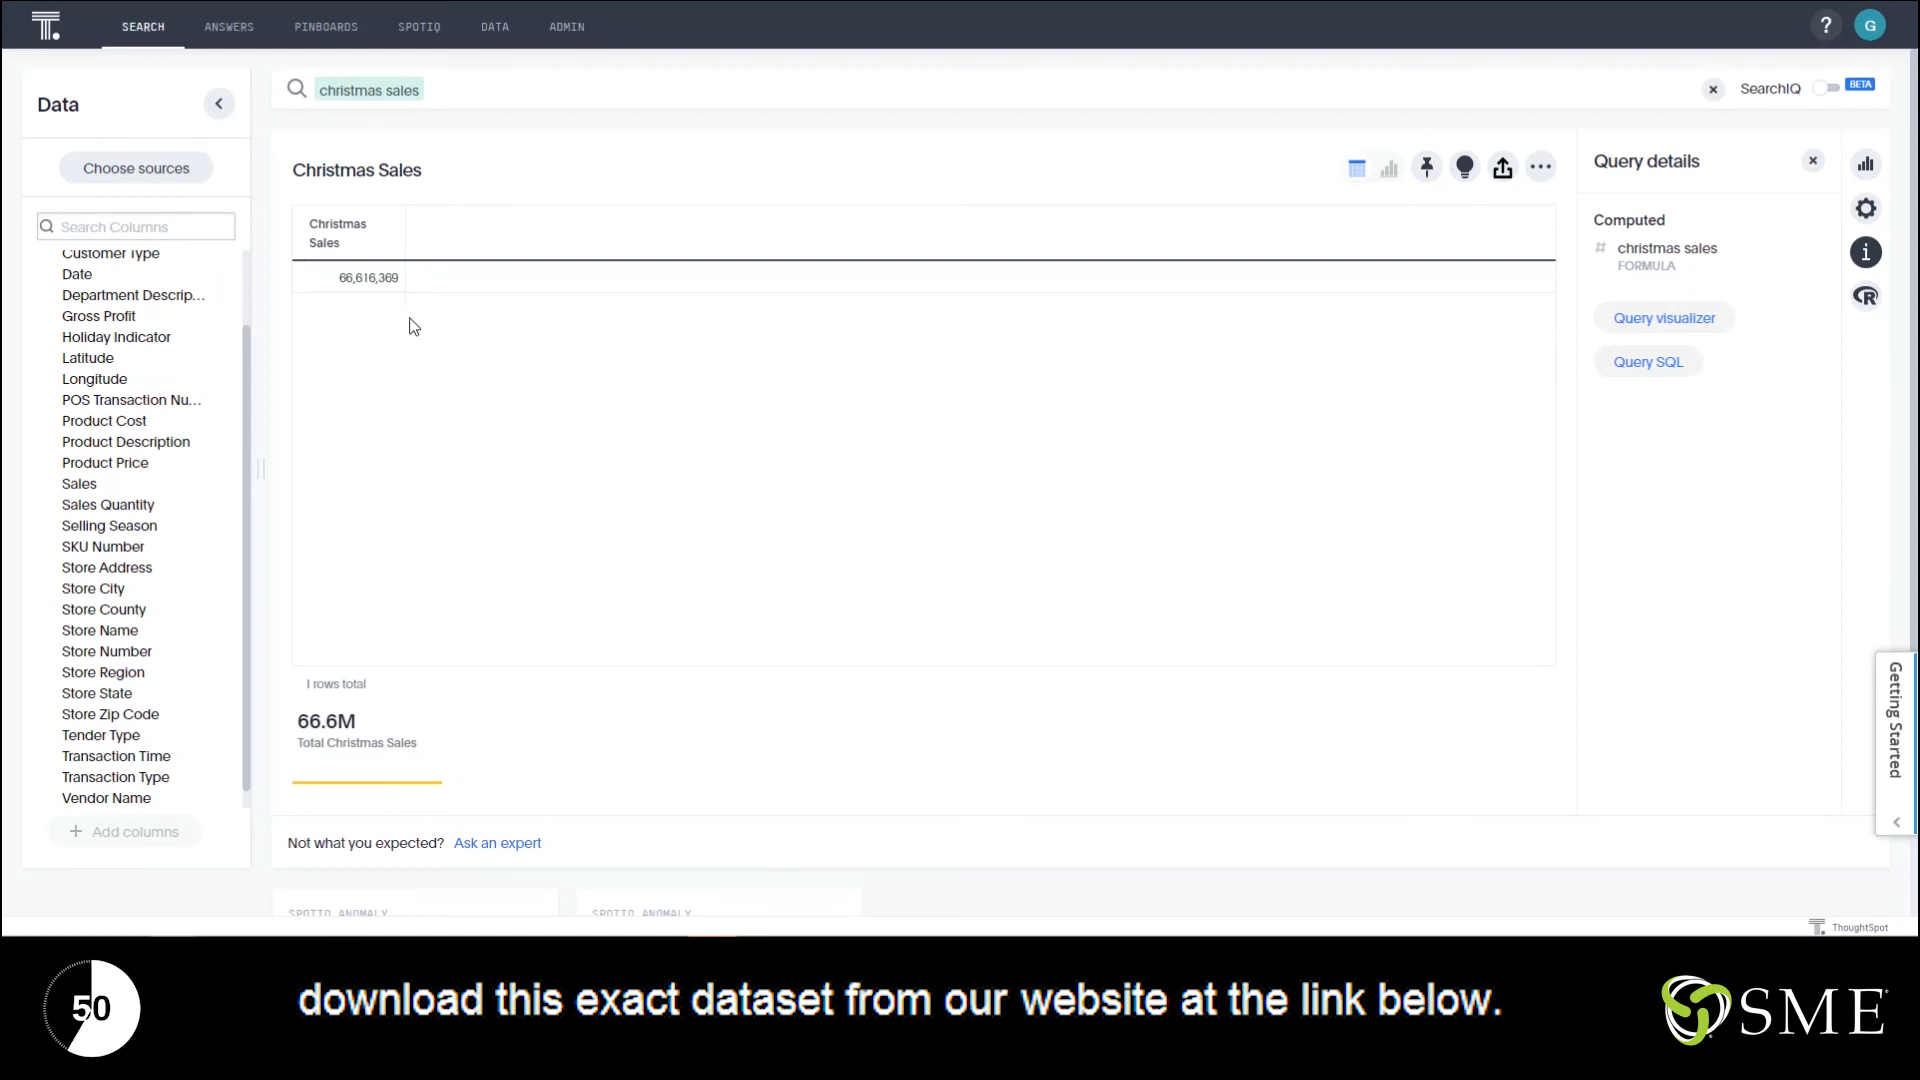 T.
SEARCH
ANSWERS
PINBOARDS
SPOTIQ
DATA
ADMIN
?
G
Data
Choose sources
Search Columns
Customer Type
Date
Department Descrip...
Gross Profit
Holiday Indicator
Latitude
Longitude
POS Transaction Nu...
Product Cost
Product Description
Product Price
Sales
Sales Quantity
Selling Season
SKU Number
Store Address
Store City
Store County
Store Name
Store Number
Store Region
Store State
Store Zip Code
Tender Type
Transaction Time
Transaction Type
Vendor Name
+ Add columns
christmas sales
SearchIQ
BETA
Christmas Sales
Christmas
Sales
66,616,369
1 rows total
66.6M
Total Christmas Sales
Not what you expected? Ask an expert
SPOTIQ ANOMALY
SPOTIQ ANOMALY
Query details
Computed
# christmas sales
FORMULA
Query visualizer
Query SQL
i
R
Getting Started
T. ThoughtSpot
50
download this exact dataset from our website at the link below.
SME